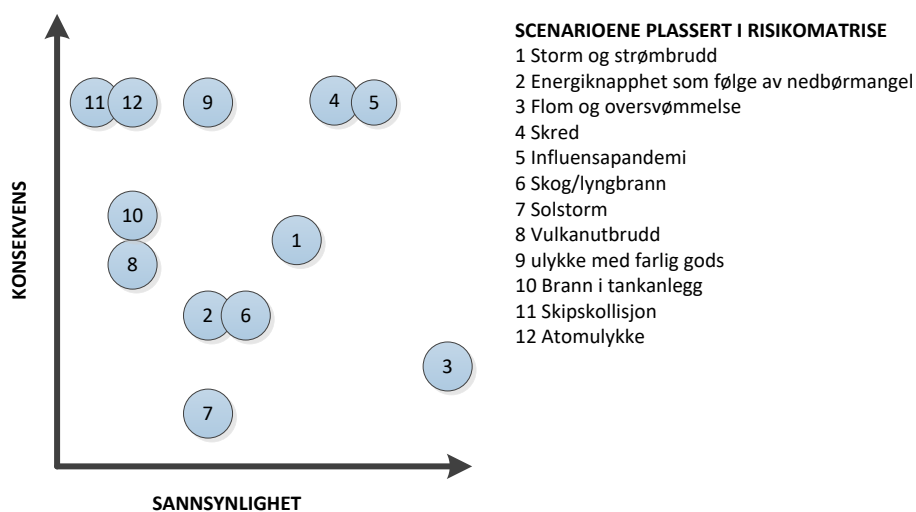 SCENARIOENE PLASSERT I RISIKOMATRISE
1 Storm og strømbrudd
2 Energiknapphet som følge av nedbørmangel
3 Flom og oversvømmelse
4 Skred
5 Influensapandemi
6 Skog/lyngbrann
7 Solstorm
8 Vulkanutbrudd
9 ulykke med farlig gods
10 Brann i tankanlegg
11 Skipskollisjon
12 Atomulykke
KONSEKVENS
11 12 9 4 5
10
1
8
2 6
3
7
SANNSYNLIGHET